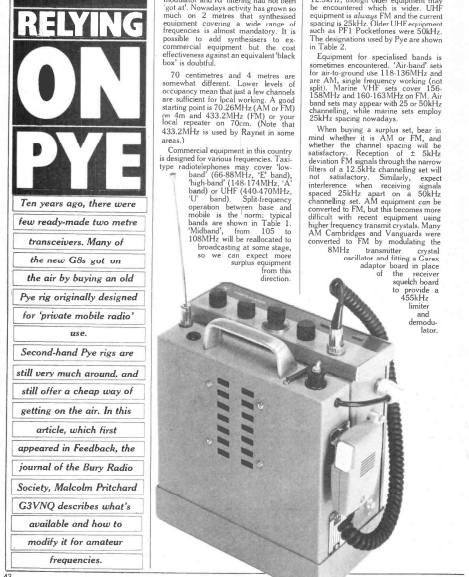 RELYING
ON
PYE
Ten years ago, there were
few ready-made two metre
transceivers. Many of
the new G8s got on
the air by buying an old
Pye rig originally designed
for 'private mobile radio'
use.
Second-hand Pye rigs are
still very much around, and
still offer a cheap way of
getting on the air. In this
article, which first
appeared in Feedback, the
journal of the Bury Radio
Society, Malcolm Pritchard
G3VNQ describes what's
available and how to
modify it for amateur
frequencies.
modulator and RF filtering had not been
'got at'. Nowadays activity has grown so
much on 2 metres that synthesised
equipment covering a wide range of
frequencies is almost mandatory. It is
possible to add synthesisers to ex-
commercial equipment but the cost
effectiveness against an equivalent 'black
box' is doubtful.
70 centimetres and 4 metres are
somewhat different. Lower levels of
occupancy mean that just a few channels
are sufficient for local working. A good
starting point is 70.26MHz (AM or FM)
on 4m and 433.2MHz (FM) or your
local repeater on 70cm. (Note that
433.2MHz is used by Raynet in some
areas.)
Commercial equipment in this country
is designed for various frequencies. Taxi-
type radiotelephones may cover 'low-
band' (66-88MHz, 'E' band),
'high-band' (148-174MHz, 'A'
band) or UHF (440-470MHz,
'U' band). Split-frequency
operation between base and
mobile is the norm: typical
bands are shown in Table 1.
'Midband', from 105 to
108MHz will be reallocated to
broadcasting at some stage,
so we can expect more
surplus equipment
from this
direction.
12.5kHz, though older equipment may
be encountered which is wider. UHF
equipment is always FM and the current
spacing is 25kHz. Older UHF equipment
such as PF1 Pocketfones were 50kHz.
The designations used by Pye are shown
in Table 2.
Equipment for specialised bands is
sometimes encountered. 'Air-band' sets
for air-to-ground use 118-136MHz and
are AM, single frequency working (not
split). Marine VHF sets cover 156-
158MHz and 160-163MHz on FM. Air
band sets may appear with 25 or 50kHz
channelling, while marine sets employ
25kHz spacing nowadays.
When buying a surplus set, bear in
mind whether it is AM or FM, and
whether the channel spacing will be
satisfactory. Reception of ± 5kHz
deviation FM signals through the narrow
filters of a 12.5kHz channelling set will
not satisfactory. Similarly, expect
interference when receiving signals
spaced 25kHz apart on a 50kHz
channelling set. AM equipment can be
converted to FM, but this becomes more
difficult with recent equipment using
higher frequency transmit crystals. Many
AM Cambridges and Vanguards were
converted to FM by modulating the
8MHz transmitter crystal
oscillator and fitting a Garex
adaptor board in place
of the receiver
squelch board
to provide a
455kHz
limiter
and
demodu-
lator.
42